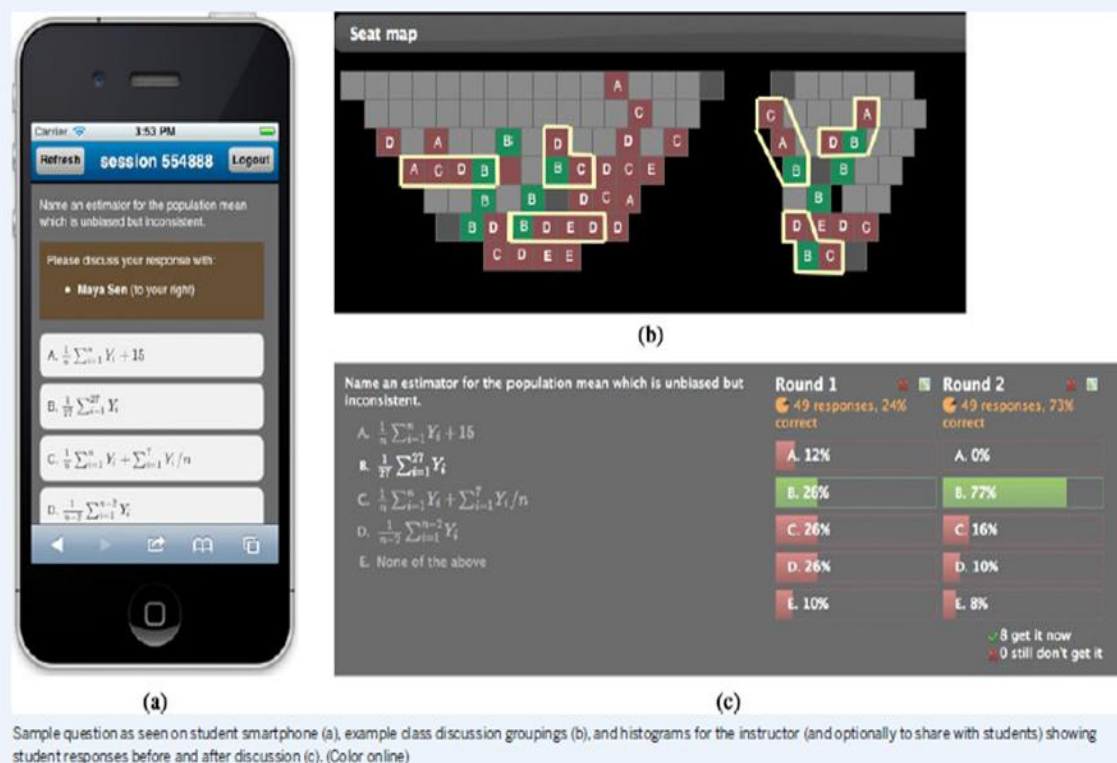 Carrier 3:53 PM
Refresh session 554888 Logout
Name an estimator for the population mean
which is unbiased but inconsistent.
Please discuss your response with:
• Maya Sen (to your right)
A. \frac{1}{n} \sum_{i=1}^{n} Y_i + 15
B. \frac{1}{27} \sum_{i=1}^{27} Y_i
C. \frac{1}{n} \sum_{i=1}^{n} Y_i + \sum_{i=1}^{7} Y_i/n
D. \frac{1}{n-2} \sum_{i=1}^{n-2} Y_i
(a)
Seat map
A
C A
C
D A B D D C A D B
A C D B B C D C E B B
B B D C A B
B D B D E D D D E D C
C D E E B C
(b)
Name an estimator for the population mean which is unbiased but
inconsistent.
A. \frac{1}{n} \sum_{i=1}^{n} Y_i + 15
B. \frac{1}{27} \sum_{i=1}^{27} Y_i
C. \frac{1}{n} \sum_{i=1}^{n} Y_i + \sum_{i=1}^{7} Y_i/n
D. \frac{1}{n-2} \sum_{i=1}^{n-2} Y_i
E. None of the above
Round 1
49 responses, 24%
correct
A. 12%
B. 26%
C. 26%
D. 26%
E. 10%
Round 2
49 responses, 73%
correct
A. 0%
B. 77%
C. 16%
D. 10%
E. 8%
8 get it now
0 still don't get it
(c)
Sample question as seen on student smartphone (a), example class discussion groupings (b), and histograms for the instructor (and optionally to share with students) showing
student responses before and after discussion (c). (Color online)